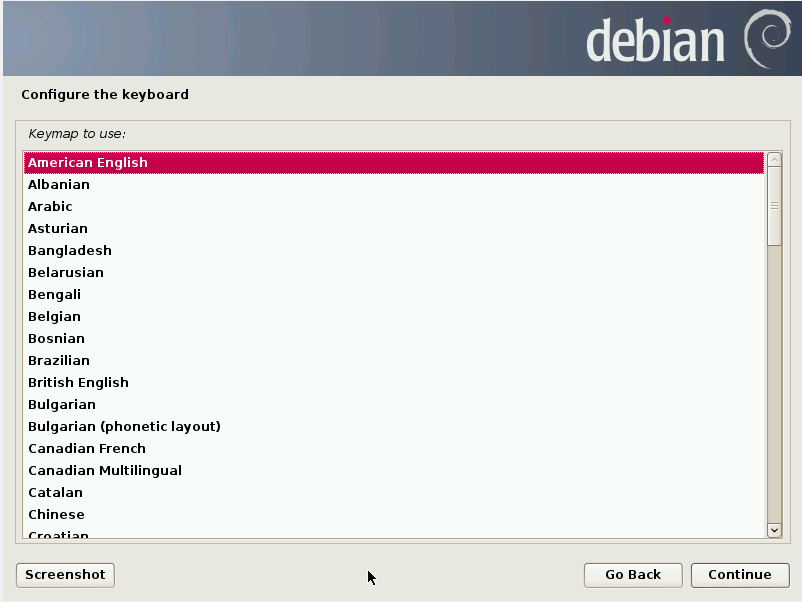 debian
Configure the keyboard
Keymap to use:
American English
Albanian
Arabic
Asturian
Bangladesh
Belarusian
Bengali
Belgian
Bosnian
Brazilian
British English
Bulgarian
Bulgarian (phonetic layout)
Canadian French
Canadian Multilingual
Catalan
Chinese
Croatian
Screenshot
Go Back
Continue